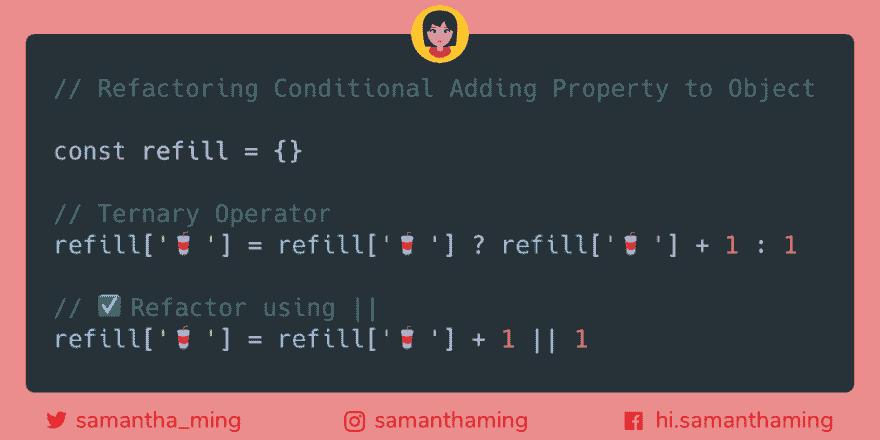 // Refactoring Conditional Adding Property to Object
const refill = {}
// Ternary Operator
refill['🥤 '] = refill['🥤 '] ? refill['🥤 '] + 1 : 1
// ☑ Refactor using ||
refill['🥤 '] = refill['🥤 '] + 1 || 1
samantha_ming samanthaming hi.samanthaming